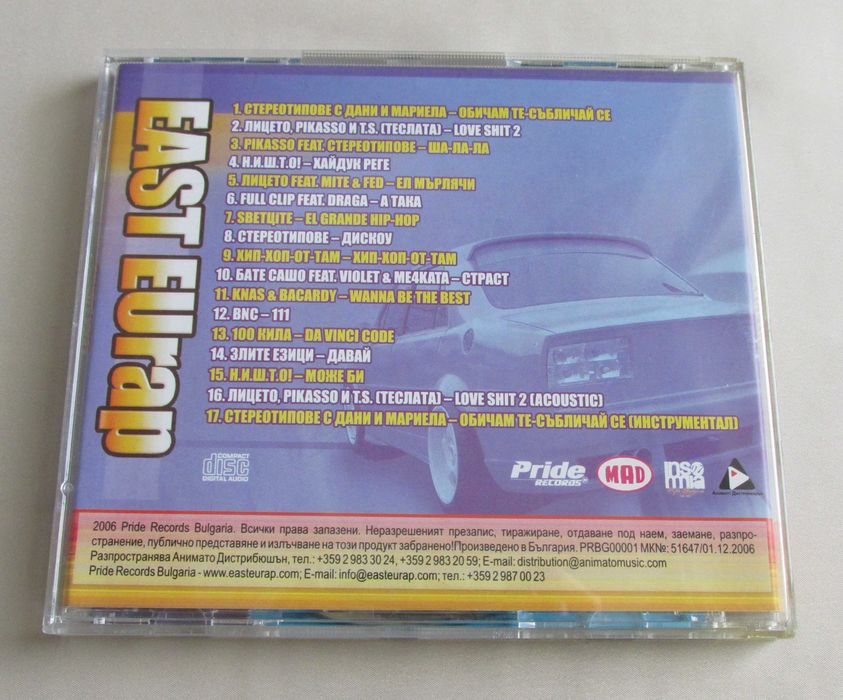 EAST EUrap
1. СТЕРЕОТИПОВЕ С ДАНИ И МАРИЕЛА – ОБИЧАМ ТЕ-СЪБЛИЧАЙ СЕ
2. ЛИЦЕТО, PIKASSO И T.S. (ТЕСЛАТА) – LOVE SHIT 2
3. PIKASSO FEAT. СТЕРЕОТИПОВЕ – ША-ЛА-ЛА
4. Н.И.Ш.Т.О! – ХАЙДУК РЕГЕ
5. ЛИЦЕТО FEAT. MITE & FED – ЕЛ МЪРЛЯЧИ
6. FULL CLIP FEAT. DRAGA – А ТАКА
7. SВЕТЦІТЕ – EL GRANDE HIP-HOP
8. СТЕРЕОТИПОВЕ – ДИСКОУ
9. ХИП-ХОП-ОТ-ТАМ – ХИП-ХОП-ОТ-ТАМ
10. БАТЕ САШО FEAT. VIOLET & ME4KATA – СТРАСТ
11. KNAS & BACARDY – WANNA BE THE BEST
12. BNC – 111
13. 100 КИЛА – DA VINCI CODE
14. ЗЛИТЕ ЕЗИЦИ – ДАВАЙ
15. Н.И.Ш.Т.О! – МОЖЕ БИ
16. ЛИЦЕТО, PIKASSO И T.S. (ТЕСЛАТА) – LOVE SHIT 2 (ACOUSTIC)
17. СТЕРЕОТИПОВЕ С ДАНИ И МАРИЕЛА – ОБИЧАМ ТЕ-СЪБЛИЧАЙ СЕ (ИНСТРУМЕНТАЛ)
COMPACT
disc
DIGITAL AUDIO
Pride
RECORDS®
MAD
Анимато Дистрибюшън
2006 Pride Records Bulgaria. Всички права запазени. Неразрешеният презапис, тиражиране, отдаване под наем, заемане, разпро-
странение, публично представяне и излъчване на този продукт забранено!Произведено в България. PRBG00001 МК№: 51647/01.12.2006
Разпространява Анимато Дистрибюшън, тел.: +359 2 983 30 24, +359 2 983 20 59; E-mail: distribution@animatomusic.com
Pride Records Bulgaria - www.easteurap.com; E-mail: info@easteurap.com; тел.: +359 2 987 00 23